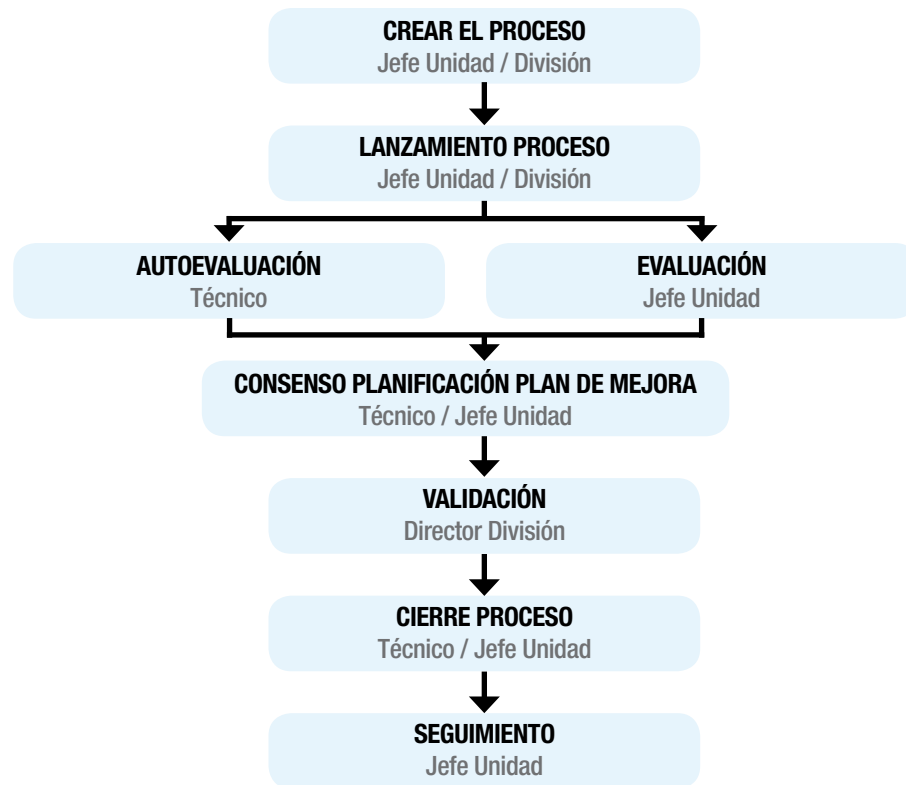 CREAR EL PROCESO
Jefe Unidad / División
LANZAMIENTO PROCESO
Jefe Unidad / División
AUTOEVALUACIÓN
Técnico
EVALUACIÓN
Jefe Unidad
CONSENSO PLANIFICACIÓN PLAN DE MEJORA
Técnico / Jefe Unidad
VALIDACIÓN
Director División
CIERRE PROCESO
Técnico / Jefe Unidad
SEGUIMIENTO
Jefe Unidad